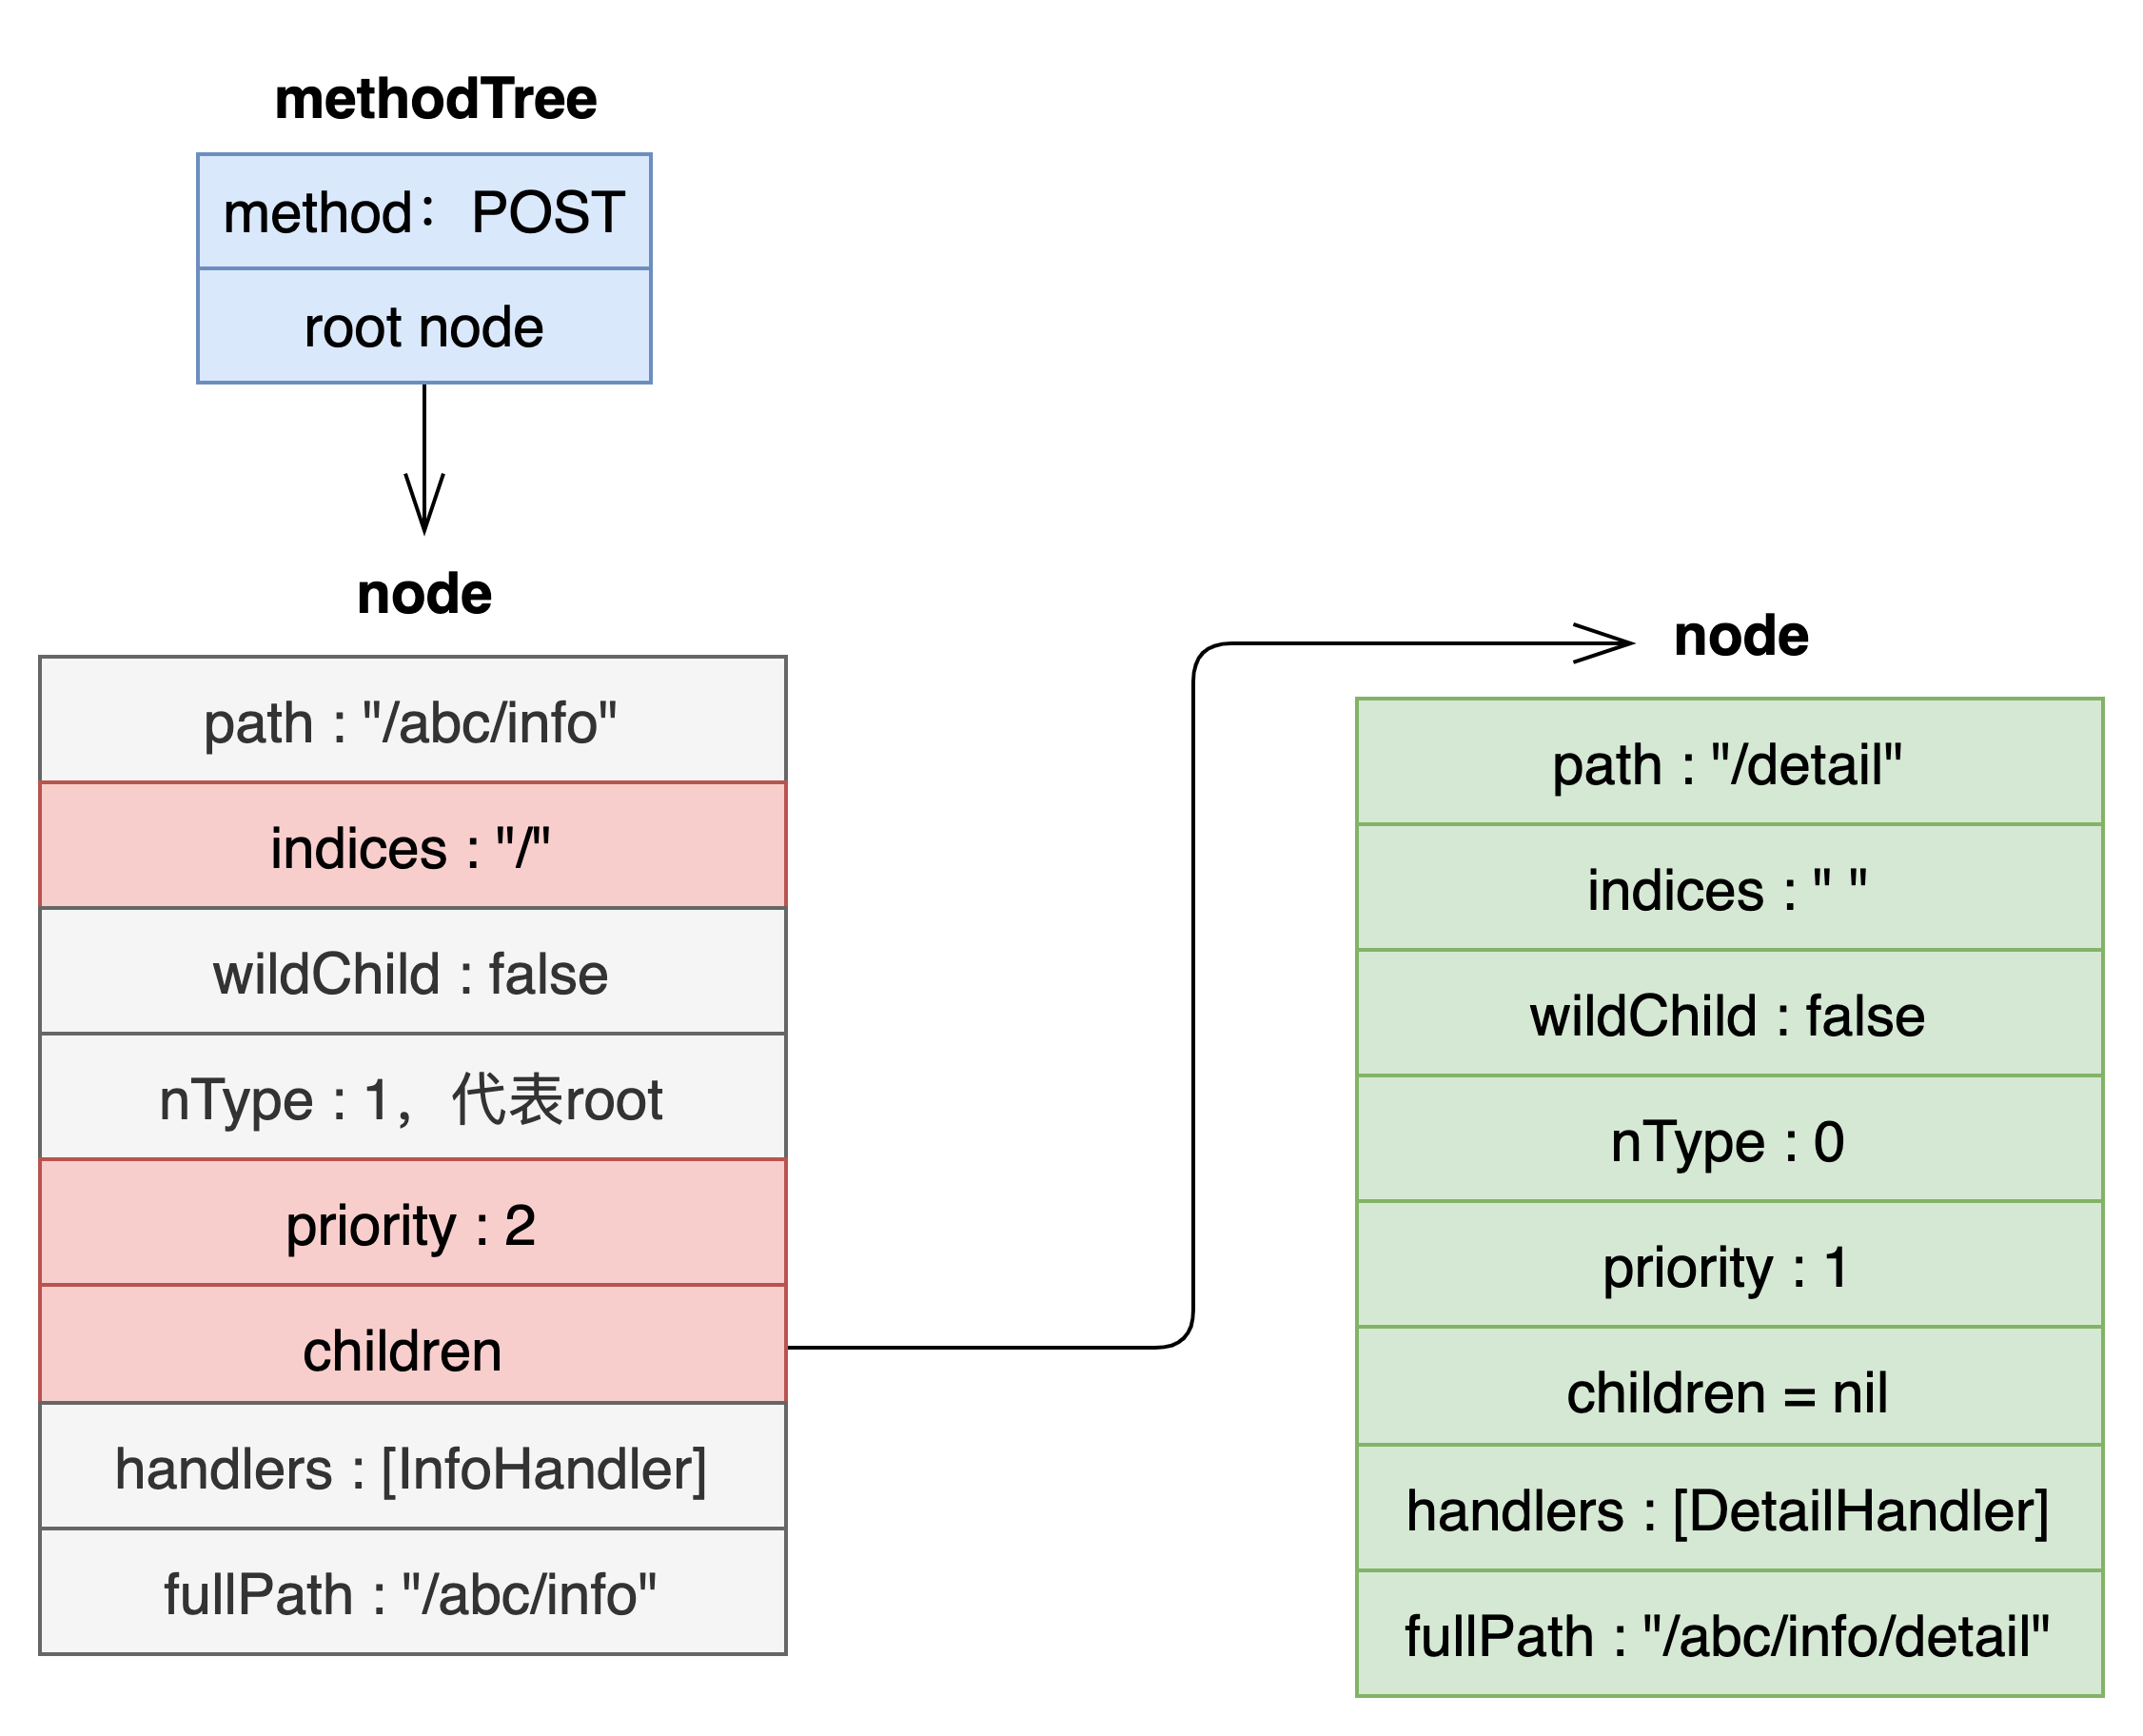 methodTree
method：POST
root node
node
path : "/abc/info"
indices : "/"
wildChild : false
nType : 1，代表root
priority : 2
children
handlers : [InfoHandler]
fullPath : "/abc/info"
node
path : "/detail"
indices : " "
wildChild : false
nType : 0
priority : 1
children = nil
handlers : [DetailHandler]
fullPath : "/abc/info/detail"